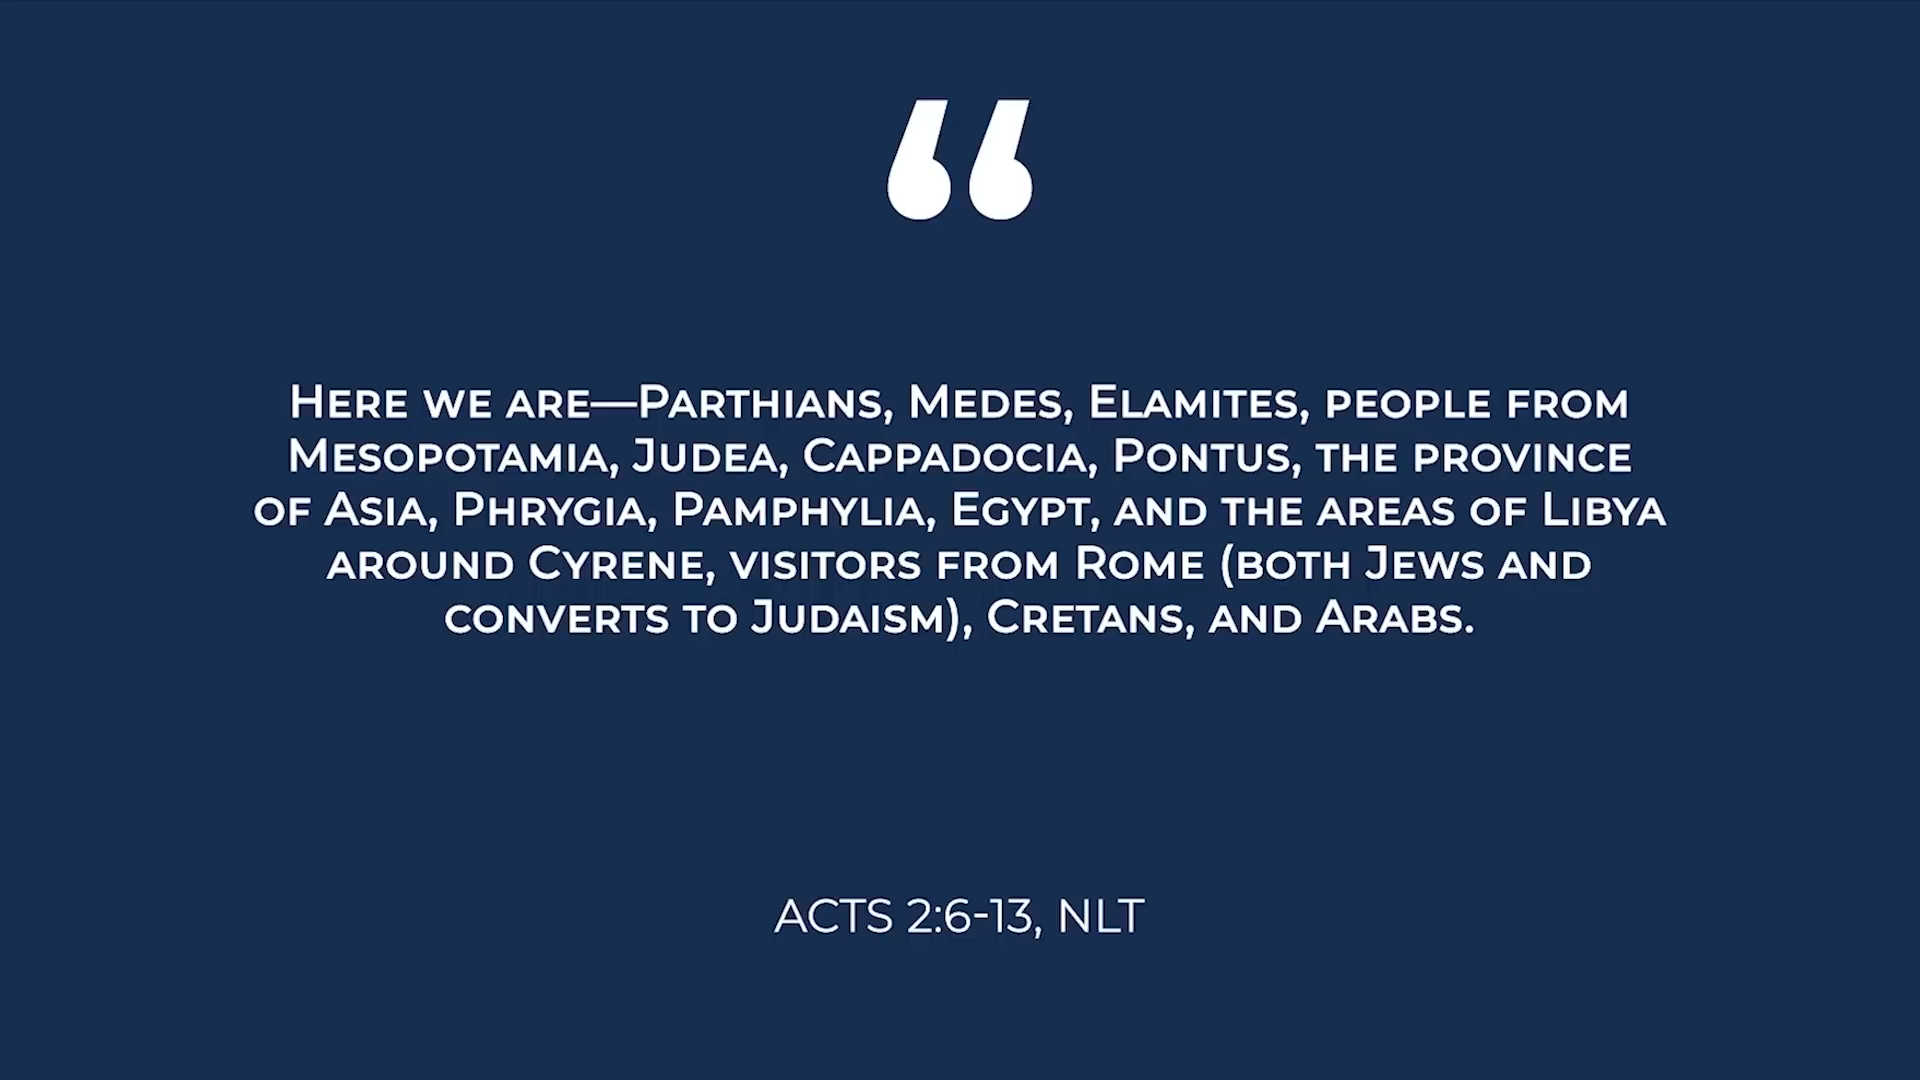 “
Here we are—Parthians, Medes, Elamites, people from
Mesopotamia, Judea, Cappadocia, Pontus, the province
of Asia, Phrygia, Pamphylia, Egypt, and the areas of Libya
around Cyrene, visitors from Rome (both Jews and
converts to Judaism), Cretans, and Arabs.
ACTS 2:6-13, NLT